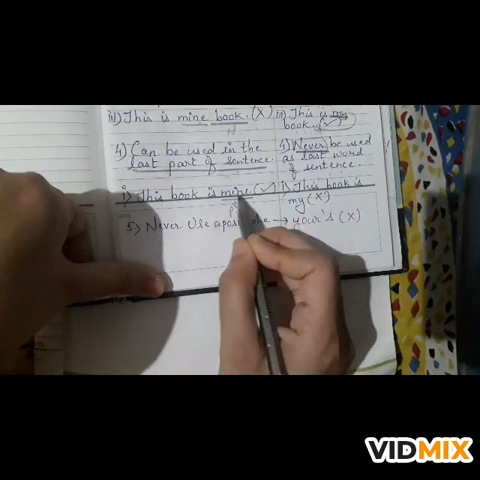 iii) This is mine book. (X)
iii) This is my
book. (✓)
4) Can be used in the
last part of sentence
4) Never be used
as last word
of sentence.
i) This book is mine (✓)
i) This book is
my (X)
5) Never Use → your's (X)
VIDMIX